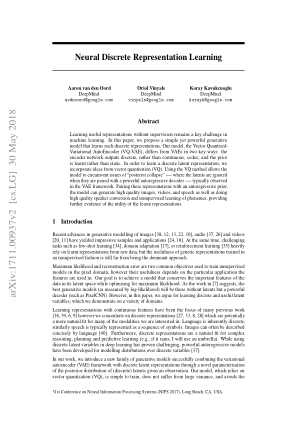 Neural Discrete Representation Learning
Aaron van den Oord
DeepMind
avdnoord@google.com
Oriol Vinyals
DeepMind
vinyals@google.com
Koray Kavukcuoglu
DeepMind
korayk@google.com
Abstract
Learning useful representations without supervision remains a key challenge in
machine learning. In this paper, we propose a simple yet powerful generative
model that learns such discrete representations. Our model, the Vector Quantised-
Variational AutoEncoder (VQ-VAE), differs from VAEs in two key ways: the
encoder network outputs discrete, rather than continuous, codes; and the prior
is learnt rather than static. In order to learn a discrete latent representation, we
incorporate ideas from vector quantisation (VQ). Using the VQ method allows the
model to circumvent issues of "posterior collapse" -— where the latents are ignored
when they are paired with a powerful autoregressive decoder -— typically observed
in the VAE framework. Pairing these representations with an autoregressive prior,
the model can generate high quality images, videos, and speech as well as doing
high quality speaker conversion and unsupervised learning of phonemes, providing
further evidence of the utility of the learnt representations.
1 Introduction
Recent advances in generative modelling of images [38, 12, 13, 22, 10], audio [37, 26] and videos
[20, 11] have yielded impressive samples and applications [24, 18]. At the same time, challenging
tasks such as few-shot learning [34], domain adaptation [17], or reinforcement learning [35] heavily
rely on learnt representations from raw data, but the usefulness of generic representations trained in
an unsupervised fashion is still far from being the dominant approach.
Maximum likelihood and reconstruction error are two common objectives used to train unsupervised
models in the pixel domain, however their usefulness depends on the particular application the
features are used in. Our goal is to achieve a model that conserves the important features of the
data in its latent space while optimising for maximum likelihood. As the work in [7] suggests, the
best generative models (as measured by log-likelihood) will be those without latents but a powerful
decoder (such as PixelCNN). However, in this paper, we argue for learning discrete and useful latent
variables, which we demonstrate on a variety of domains.
Learning representations with continuous features have been the focus of many previous work
[16, 39, 6, 9] however we concentrate on discrete representations [27, 33, 8, 28] which are potentially
a more natural fit for many of the modalities we are interested in. Language is inherently discrete,
similarly speech is typically represented as a sequence of symbols. Images can often be described
concisely by language [40]. Furthermore, discrete representations are a natural fit for complex
reasoning, planning and predictive learning (e.g., if it rains, I will use an umbrella). While using
discrete latent variables in deep learning has proven challenging, powerful autoregressive models
have been developed for modelling distributions over discrete variables [37].
In our work, we introduce a new family of generative models succesfully combining the variational
autoencoder (VAE) framework with discrete latent representations through a novel parameterisation
of the posterior distribution of (discrete) latents given an observation. Our model, which relies on
vector quantization (VQ), is simple to train, does not suffer from large variance, and avoids the
31st Conference on Neural Information Processing Systems (NIPS 2017), Long Beach, CA, USA.
arXiv:1711.00937v2 [cs.LG] 30 May 2018